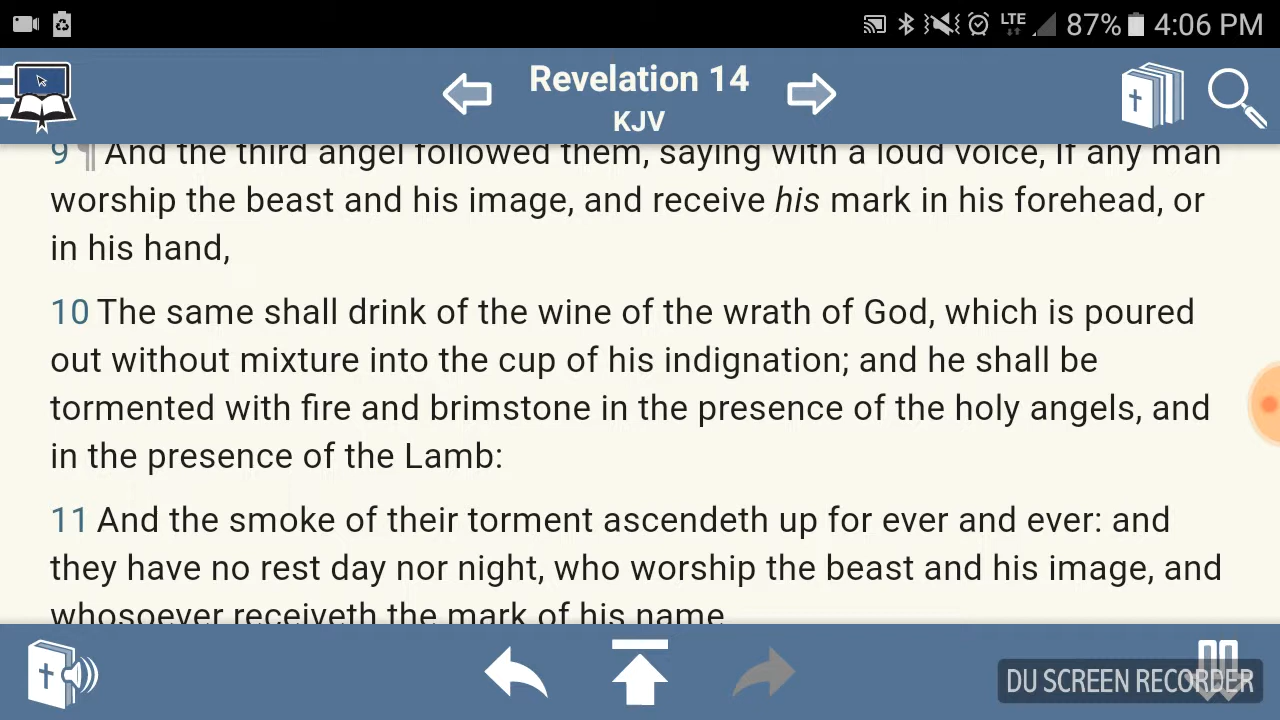 LTE 87% 4:06 PM
Revelation 14
KJV
9 ¶ And the third angel followed them, saying with a loud voice, If any man
worship the beast and his image, and receive his mark in his forehead, or
in his hand,
10 The same shall drink of the wine of the wrath of God, which is poured
out without mixture into the cup of his indignation; and he shall be
tormented with fire and brimstone in the presence of the holy angels, and
in the presence of the Lamb:
11 And the smoke of their torment ascendeth up for ever and ever: and
they have no rest day nor night, who worship the beast and his image, and
whosoever receiveth the mark of his name
DU SCREEN RECORDER